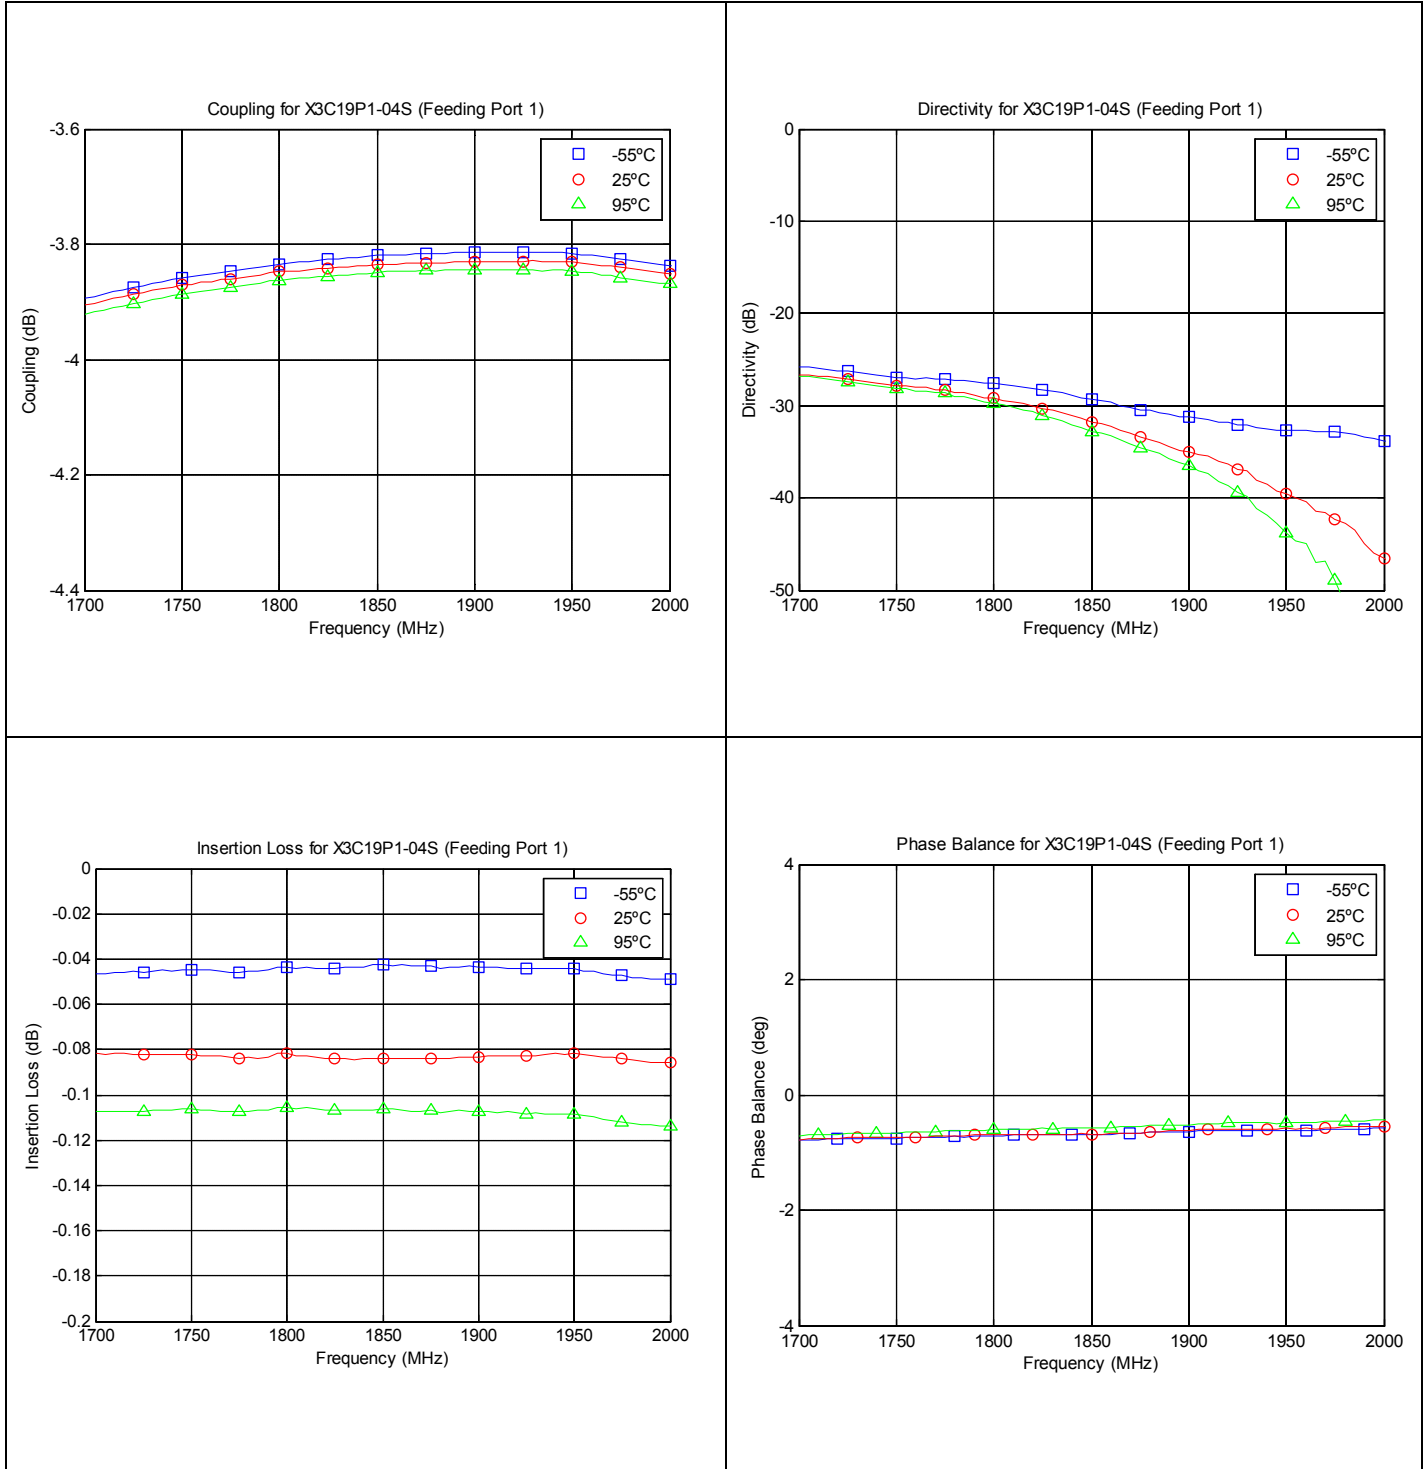 Coupling for X3C19P1-04S (Feeding Port 1)
-3.6
-3.8
-4
-4.2
-4.4
Coupling (dB)
1700 1750 1800 1850 1900 1950 2000
Frequency (MHz)
-55ºC
25ºC
95ºC
Directivity for X3C19P1-04S (Feeding Port 1)
0
-10
-20
-30
-40
-50
Directivity (dB)
1700 1750 1800 1850 1900 1950 2000
Frequency (MHz)
-55ºC
25ºC
95ºC
Insertion Loss for X3C19P1-04S (Feeding Port 1)
0
-0.02
-0.04
-0.06
-0.08
-0.1
-0.12
-0.14
-0.16
-0.18
-0.2
Insertion Loss (dB)
1700 1750 1800 1850 1900 1950 2000
Frequency (MHz)
-55ºC
25ºC
95ºC
Phase Balance for X3C19P1-04S (Feeding Port 1)
4
2
0
-2
-4
Phase Balance (deg)
1700 1750 1800 1850 1900 1950 2000
Frequency (MHz)
-55ºC
25ºC
95ºC